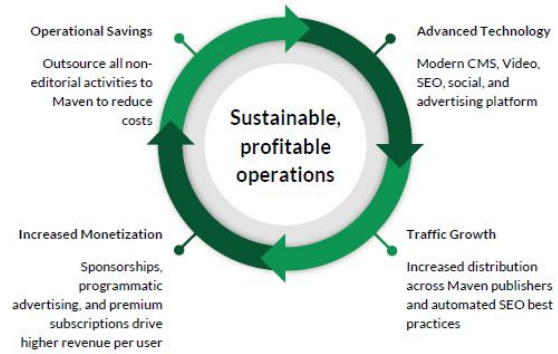 Operational Savings
Outsource all non-
editorial activities to
Maven to reduce
costs
Advanced Technology
Modern CMS, Video,
SEO, social, and
advertising platform
Sustainable,
profitable
operations
Increased Monetization
Sponsorships,
programmatic
advertising, and premium
subscriptions drive
higher revenue per user
Traffic Growth
Increased distribution
across Maven publishers
and automated SEO best
practices